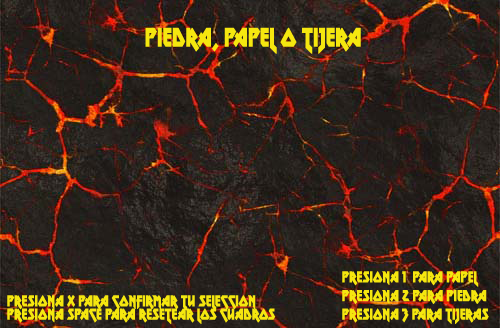 PIEDRA, PAPEL O TIJERA
PRESIONA 1 PARA PAPEL
PRESIONA 2 PARA PIEDRA
PRESIONA 3 PARA TIJERAS
PRESIONA X PARA CONFIRMAR TU SELECCION
PRESIONA SPACE PARA RESETEAR LOS CUADROS